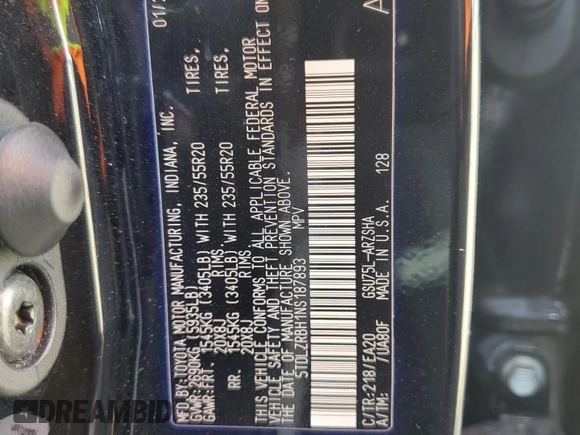 MFD.BY:TOYOTA MOTOR MANUFACTURING, INDIANA, INC. 01/
GVWR:2690KG (5935LB)
GAWR:FRT. 1545KG (3405LB) WITH 235/55R20 TIRES,
20X8J RIMS
RR 1545KG (3405LB) WITH 235/55R20 TIRES,
20X8J RIMS
THIS VEHICLE CONFORMS TO ALL APPLICABLE FEDERAL MOTOR
VEHICLE SAFETY AND THEFT PREVENTION STANDARDS IN EFFECT ON
THE DATE OF MANUFACTURE SHOWN ABOVE.
5TDLZRBH1NS187893 MPV
C/TR:218/EA20 GSU75L-ARZSHA
A/TM: /UA80F MADE IN U.S.A. 128
DREAMBID